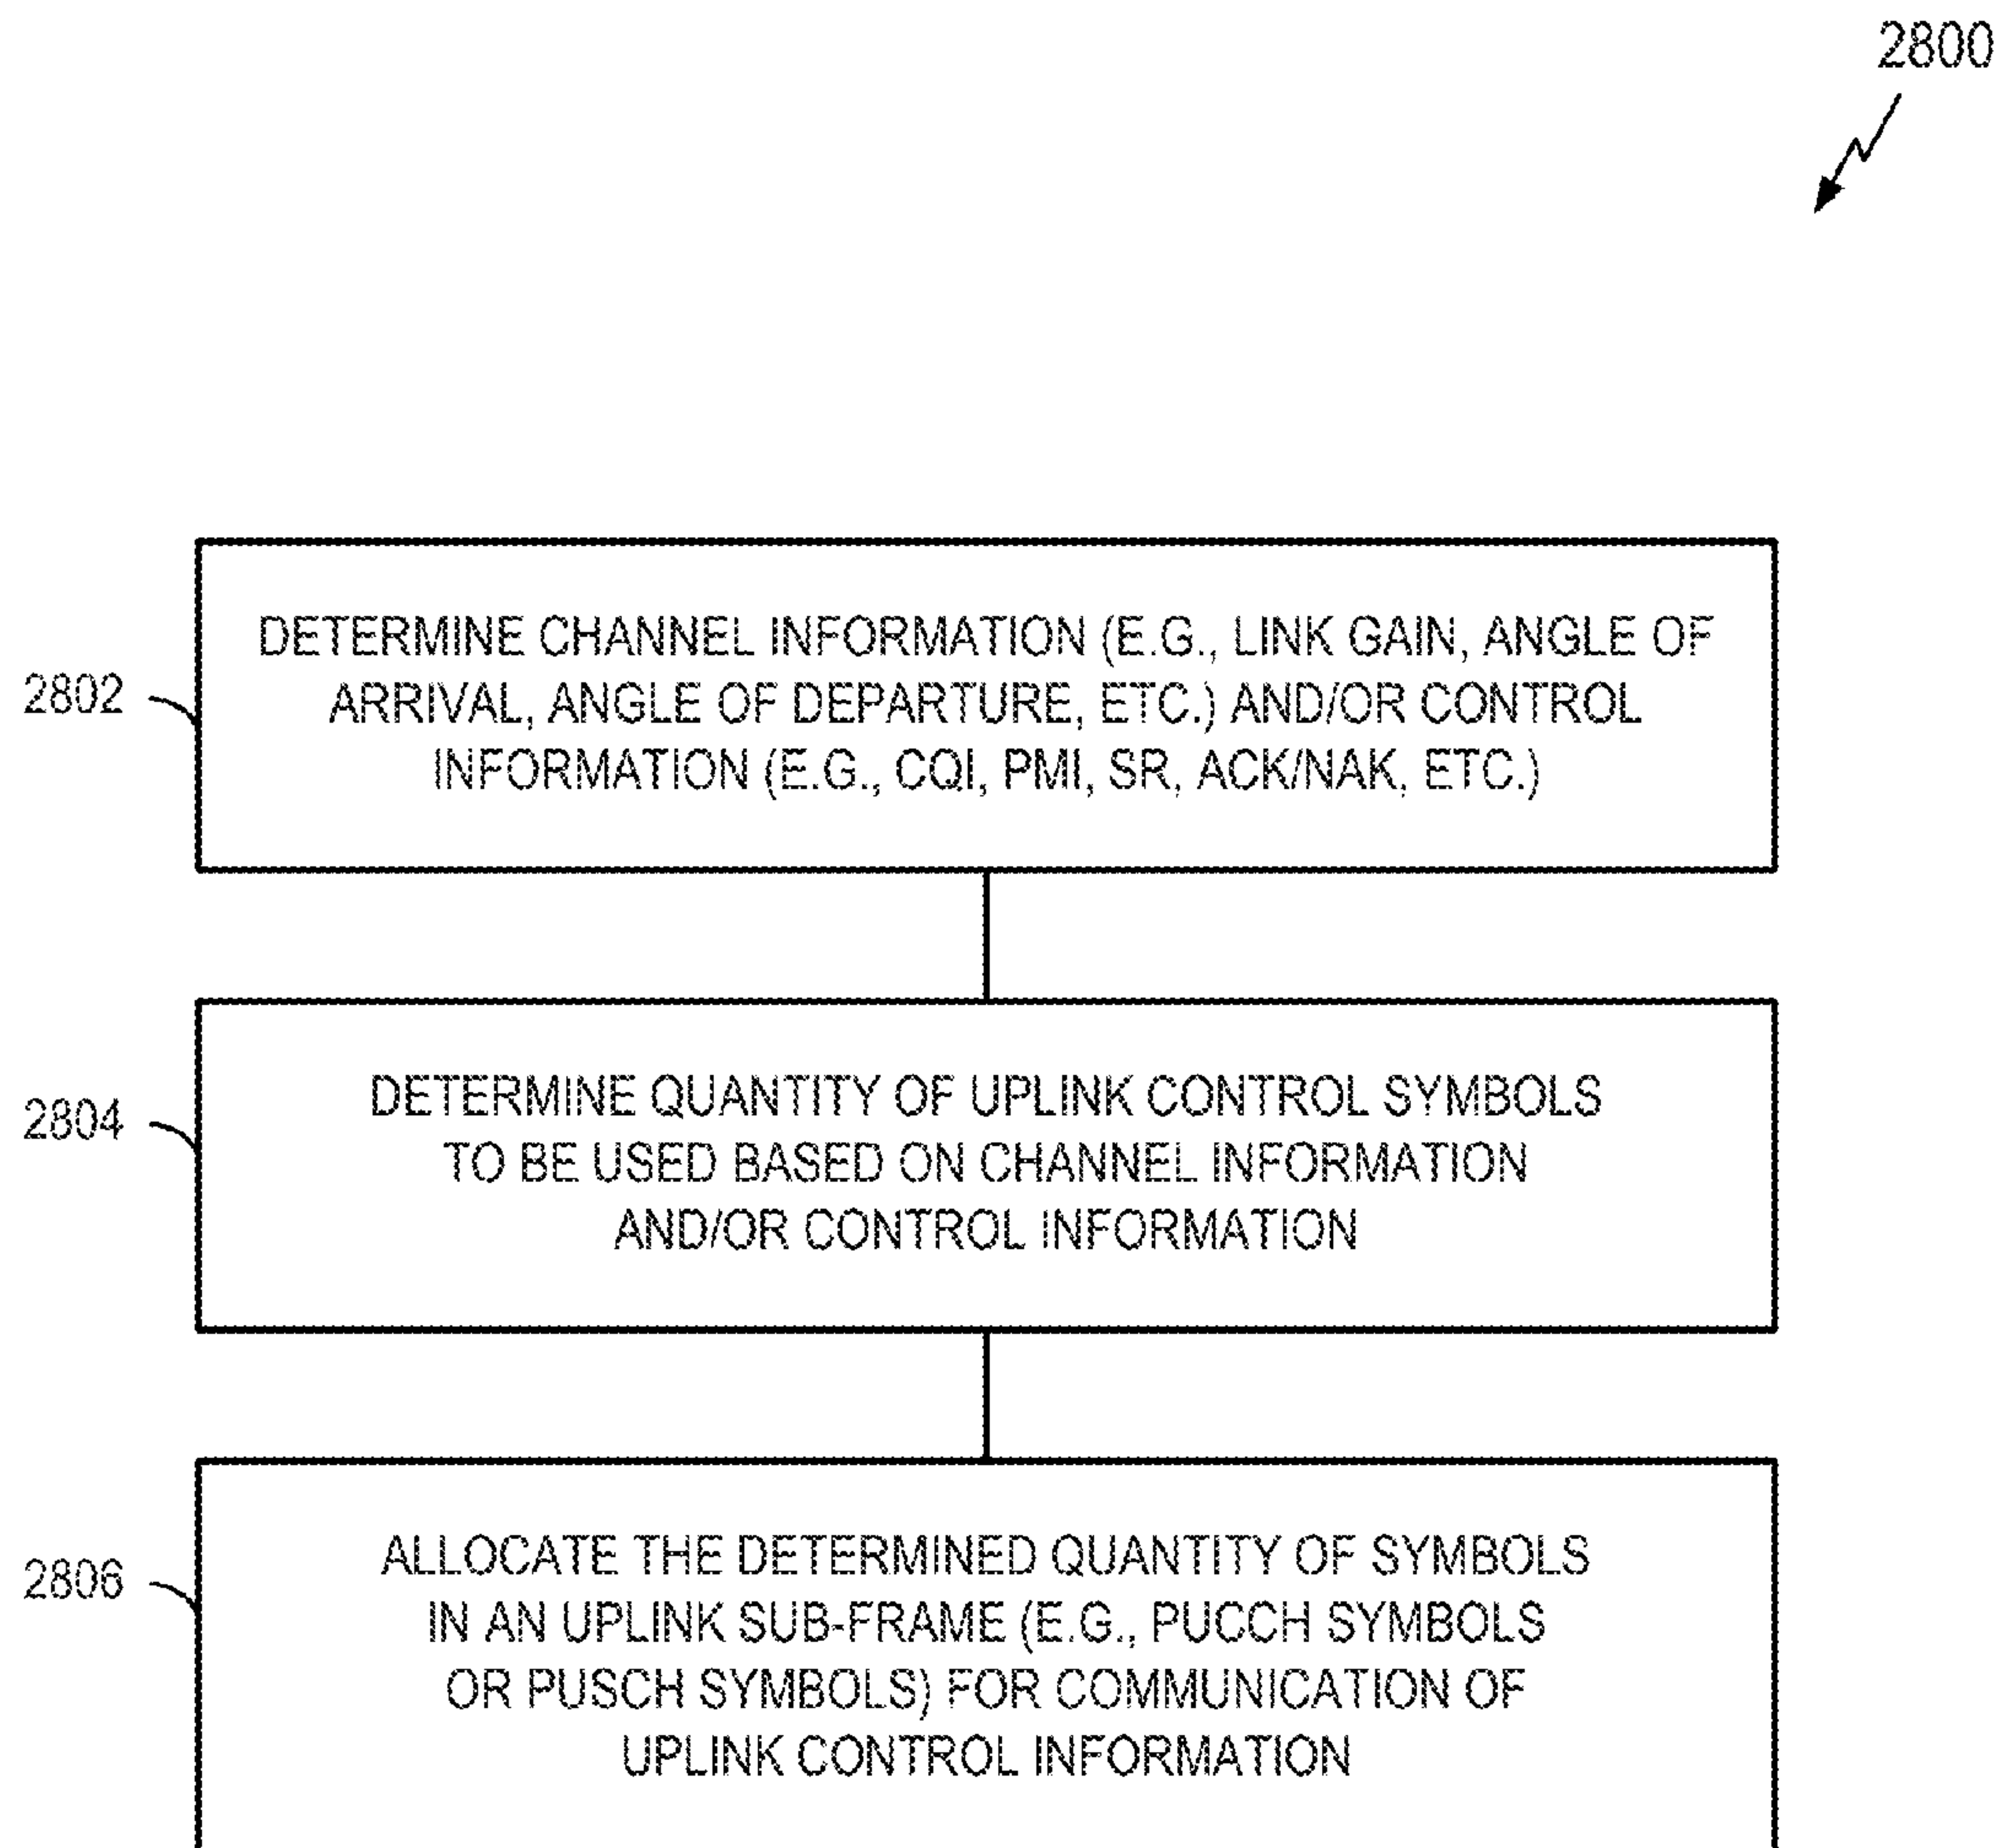 2800
2802
DETERMINE CHANNEL INFORMATION (E.G., LINK GAIN, ANGLE OF
ARRIVAL, ANGLE OF DEPARTURE, ETC.) AND/OR CONTROL
INFORMATION (E.G., CQI, PMI, SR, ACK/NAK, ETC.)
2804
DETERMINE QUANTITY OF UPLINK CONTROL SYMBOLS
TO BE USED BASED ON CHANNEL INFORMATION
AND/OR CONTROL INFORMATION
2806
ALLOCATE THE DETERMINED QUANTITY OF SYMBOLS
IN AN UPLINK SUB-FRAME (E.G., PUCCH SYMBOLS
OR PUSCH SYMBOLS) FOR COMMUNICATION OF
UPLINK CONTROL INFORMATION